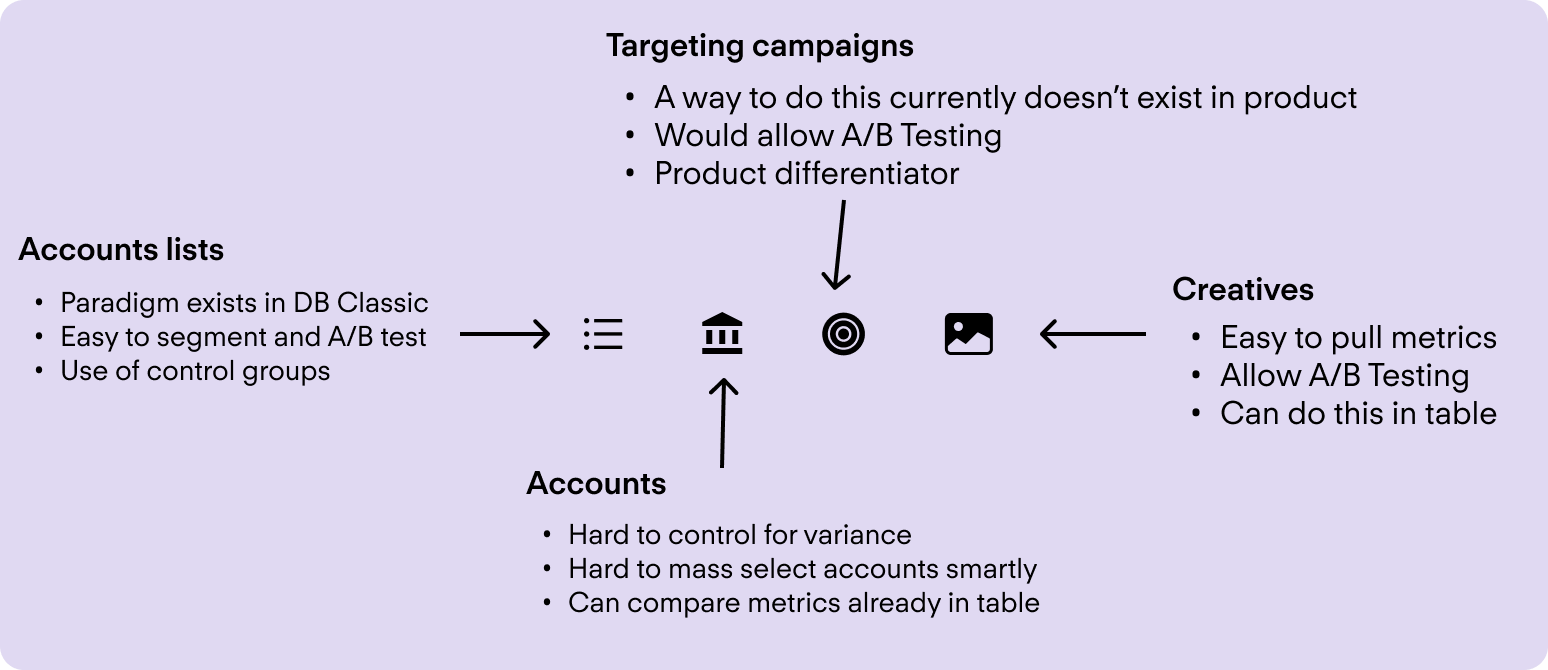 Targeting campaigns
• A way to do this currently doesn’t exist in product
• Would allow A/B Testing
• Product differentiator
Accounts lists
• Paradigm exists in DB Classic
• Easy to segment and A/B test
• Use of control groups
Creatives
• Easy to pull metrics
• Allow A/B Testing
• Can do this in table
Accounts
• Hard to control for variance
• Hard to mass select accounts smartly
• Can compare metrics already in table